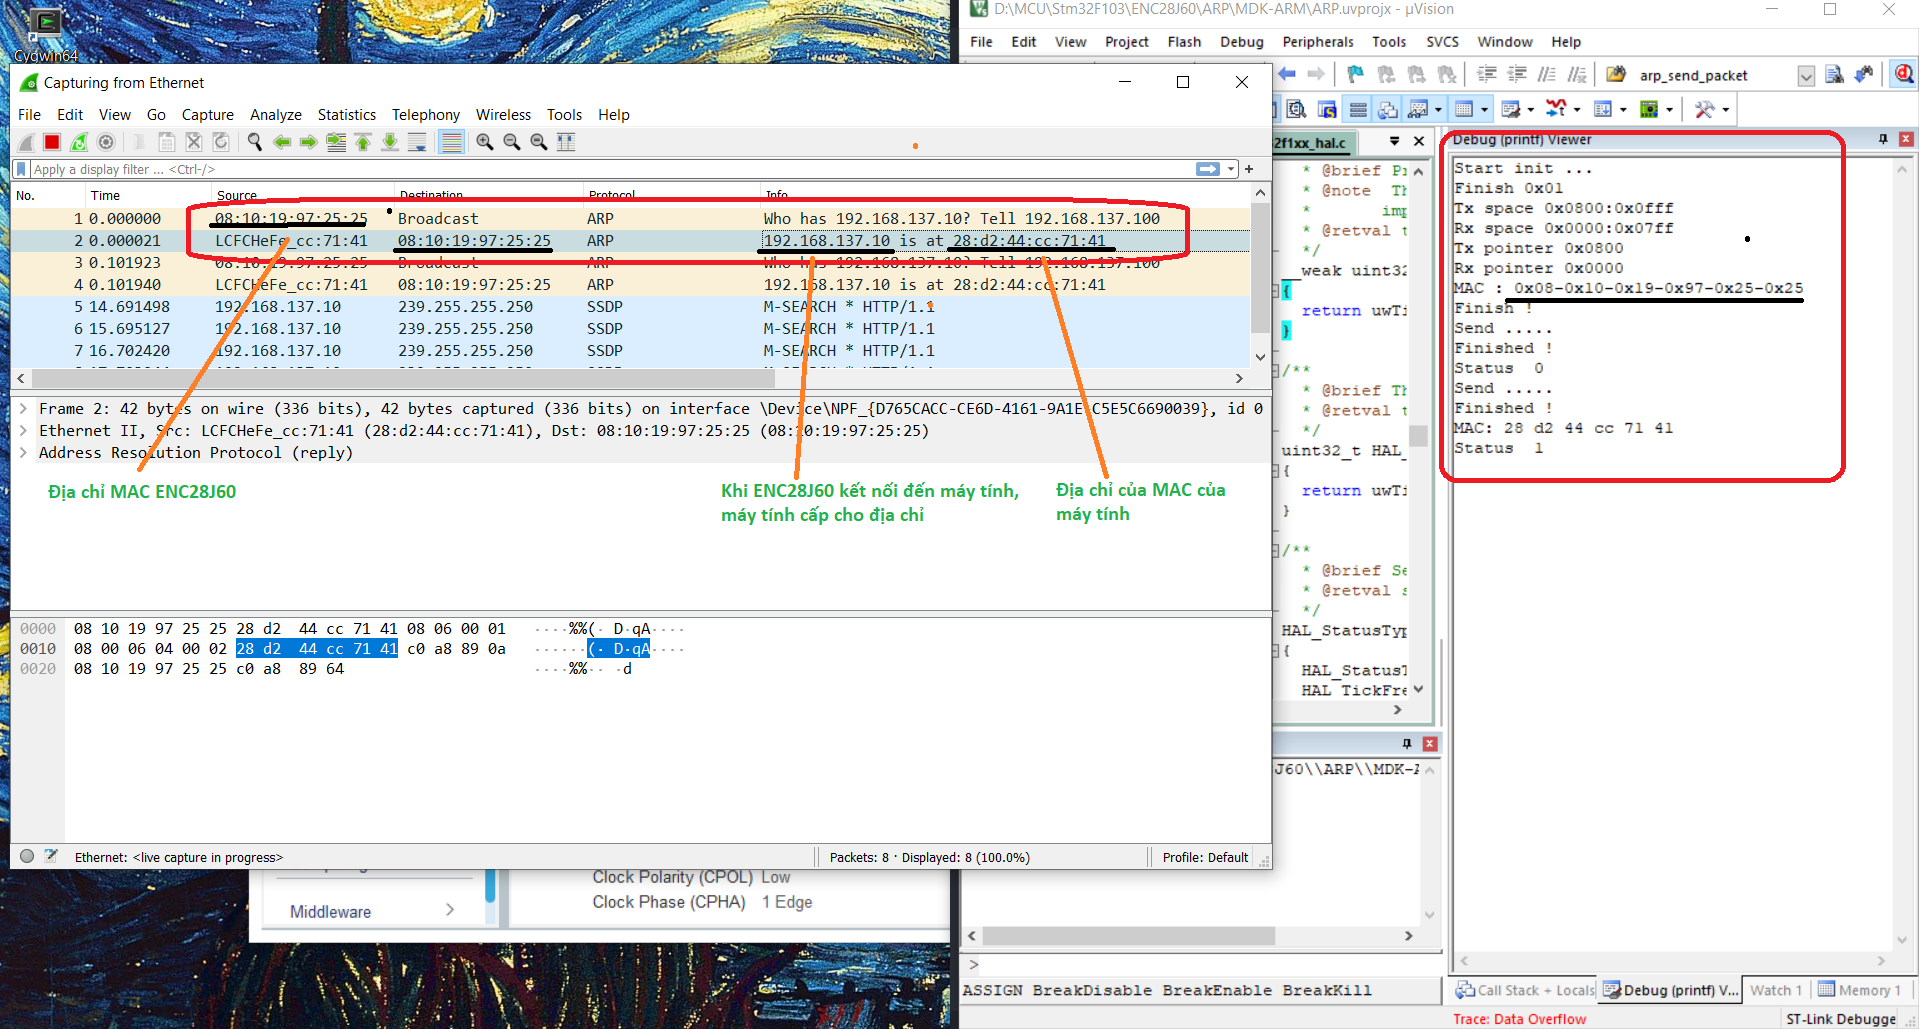 Cygwin64
Capturing from Ethernet
File Edit View Go Capture Analyze Statistics Telephony Wireless Tools Help
Apply a display filter ... <Ctrl-/>
No. Time Source Destination Protocol Info
1 0.000000 08:10:19:97:25:25 Broadcast ARP Who has 192.168.137.10? Tell 192.168.137.100
2 0.000021 LCFCHeFe_cc:71:41 08:10:19:97:25:25 ARP 192.168.137.10 is at 28:d2:44:cc:71:41
3 0.101923 08:10:19:97:25:25 Broadcast ARP Who has 192.168.137.10? Tell 192.168.137.100
4 0.101940 LCFCHeFe_cc:71:41 08:10:19:97:25:25 ARP 192.168.137.10 is at 28:d2:44:cc:71:41
5 14.691498 192.168.137.10 239.255.255.250 SSDP M-SEARCH * HTTP/1.1
6 15.695127 192.168.137.10 239.255.255.250 SSDP M-SEARCH * HTTP/1.1
7 16.702420 192.168.137.10 239.255.255.250 SSDP M-SEARCH * HTTP/1.1
Frame 2: 42 bytes on wire (336 bits), 42 bytes captured (336 bits) on interface \Device\NPF_{D765CACC-CE6D-4161-9A1E-C5E5C6690039}, id 0
Ethernet II, Src: LCFCHeFe_cc:71:41 (28:d2:44:cc:71:41), Dst: 08:10:19:97:25:25 (08:10:19:97:25:25)
Address Resolution Protocol (reply)
Địa chỉ MAC ENC28J60
Khi ENC28J60 kết nối đến máy tính,
máy tính cấp cho địa chỉ
Địa chỉ của MAC của
máy tính
0000 08 10 19 97 25 25 28 d2 44 cc 71 41 08 06 00 01 ····%%(· D·qA····
0010 08 00 06 04 00 02 28 d2 44 cc 71 41 c0 a8 89 0a ······(· D·qA····
0020 08 10 19 97 25 25 c0 a8 89 64 ····%%·· ·d
Ethernet: <live capture in progress>
Packets: 8 · Displayed: 8 (100.0%)
Profile: Default
Clock Polarity (CPOL) Low
Clock Phase (CPHA) 1 Edge
Middleware
D:\MCU\Stm32F103\ENC28J60\ARP\MDK-ARM\ARP.uvprojx - µVision
File Edit View Project Flash Debug Peripherals Tools SVCS Window Help
arp_send_packet
2f1xx_hal.c
* @brief Pr
* @note Th
* imp
* @retval t
*/
__weak uint32
{
return uwTi
}
/**
* @brief Th
* @retval t
*/
uint32_t HAL_
{
return uwTi
}
/**
* @brief Se
* @retval s
*/
HAL_StatusTyp
{
HAL_StatusT
HAL_TickFre
J60\\ARP\\MDK-A
>
ASSIGN BreakDisable BreakEnable BreakKill
Debug (printf) Viewer
Start init ...
Finish 0x01
Tx space 0x0800:0x0fff
Rx space 0x0000:0x07ff
Tx pointer 0x0800
Rx pointer 0x0000
MAC : 0x08-0x10-0x19-0x97-0x25-0x25
Finish !
Send .....
Finished !
Status 0
Send .....
Finished !
MAC: 28 d2 44 cc 71 41
Status 1
Call Stack + Locals Debug (printf) V... Watch 1 Memory 1
Trace: Data Overflow
ST-Link Debugge